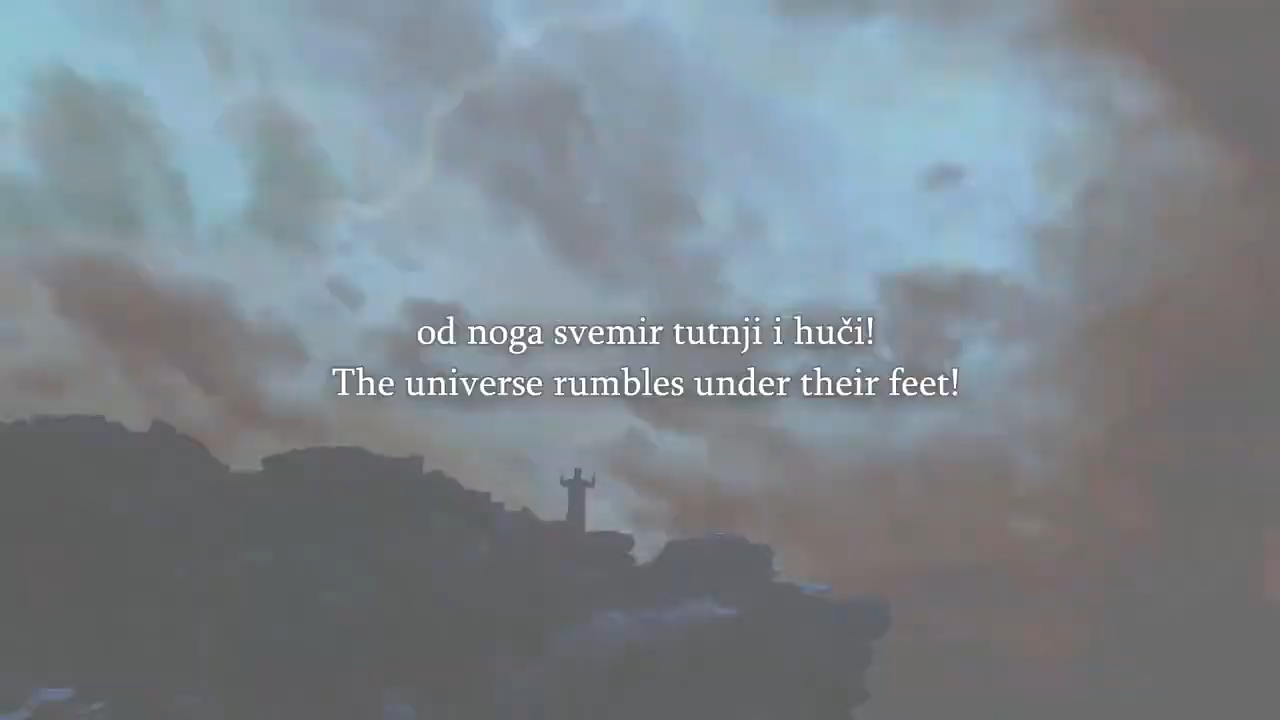 od noga svemir tutnji i huči!
The universe rumbles under their feet!